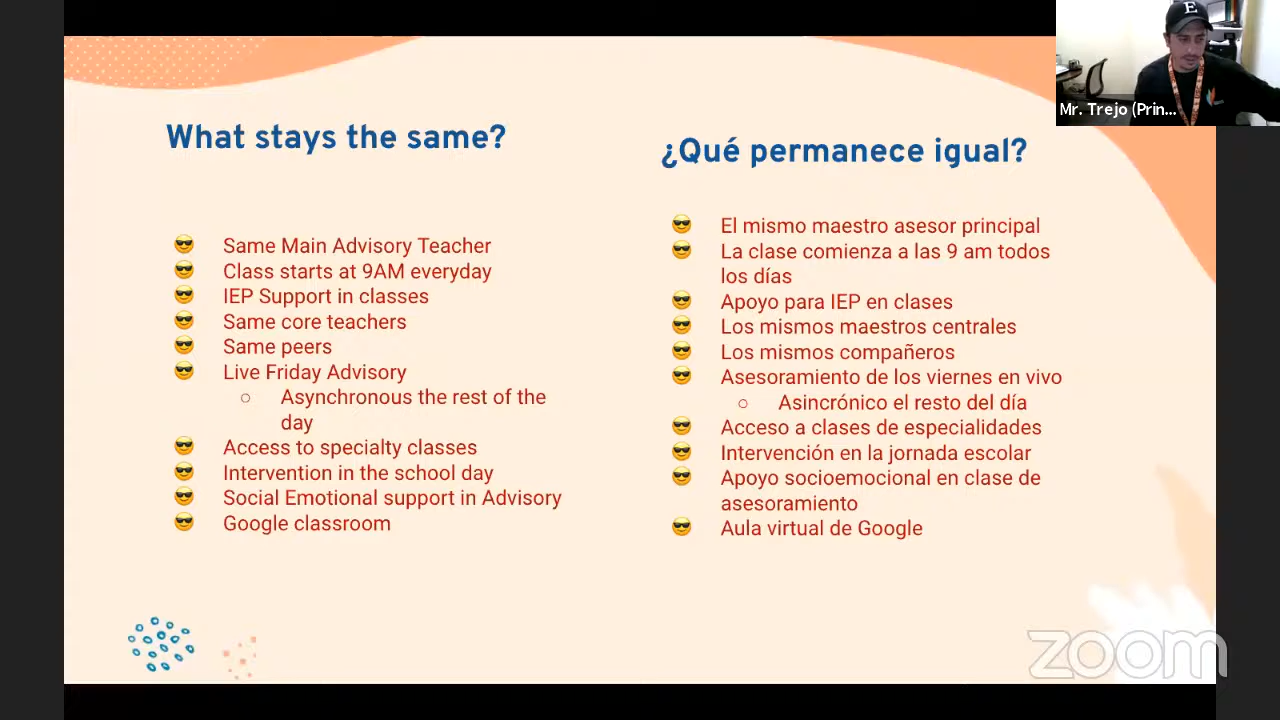 What stays the same?
Same Main Advisory Teacher
Class starts at 9AM everyday
IEP Support in classes
Same core teachers
Same peers
Live Friday Advisory
Asynchronous the rest of the
day
Access to specialty classes
Intervention in the school day
Social Emotional support in Advisory
Google classroom
¿Qué permanece igual?
El mismo maestro asesor principal
La clase comienza a las 9 am todos
los días
Apoyo para IEP en clases
Los mismos maestros centrales
Los mismos compañeros
Asesoramiento de los viernes en vivo
Asincrónico el resto del día
Acceso a clases de especialidades
Intervención en la jornada escolar
Apoyo socioemocional en clase de
asesoramiento
Aula virtual de Google
E
Mr. Trejo (Prin...
zoom